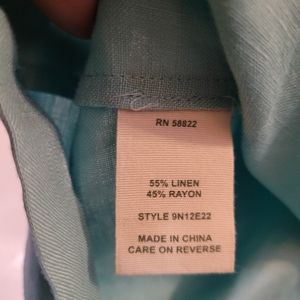 RN 58822
55% LINEN
45% RAYON
STYLE 9N12E22
MADE IN CHINA
CARE ON REVERSE